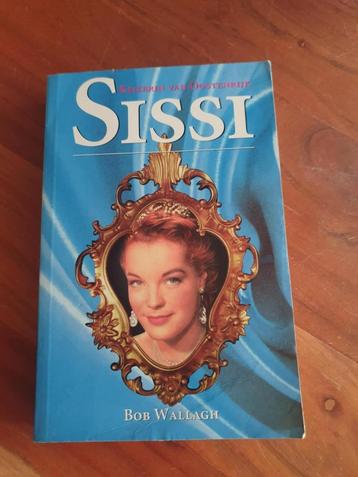 Keizerin van Oostenrijk
SISSI
BOB WALLAGH